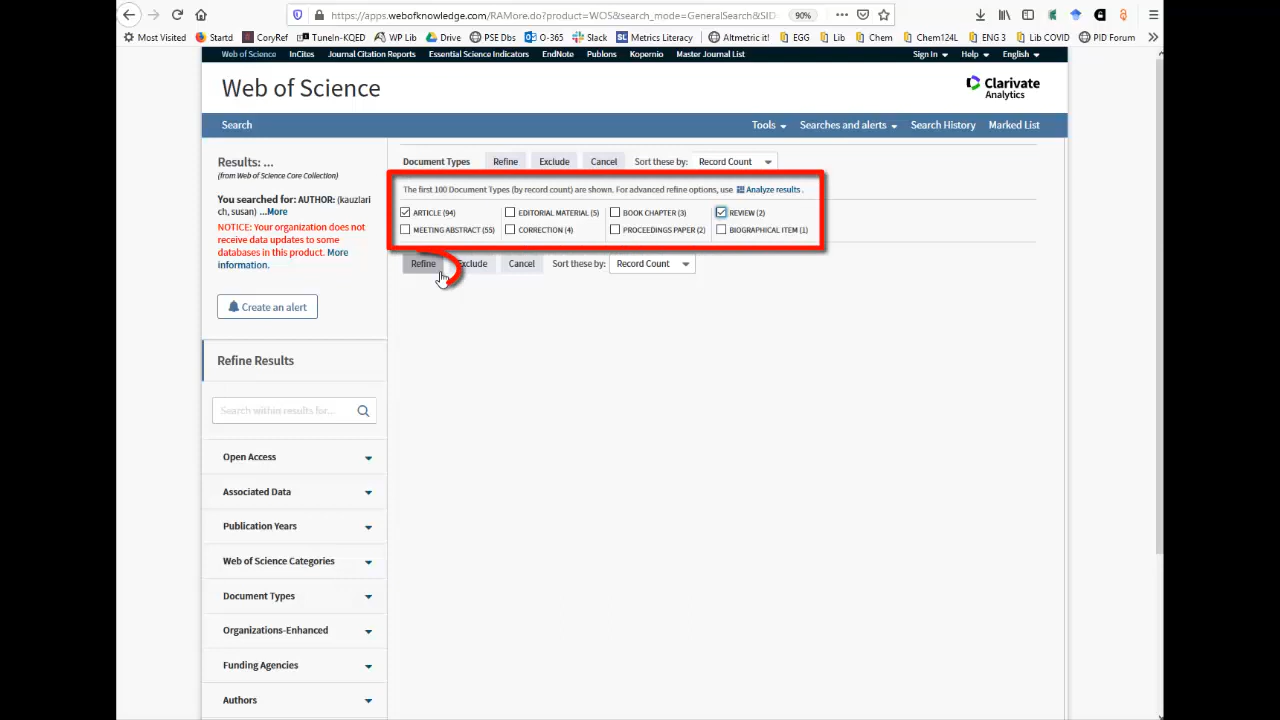 https://apps.webofknowledge.com/RAMore.do?product=WOS&search_mode=GeneralSearch&SID
90%
Most Visited Startd CoryRef TuneIn-KQED WP Lib Drive PSE Dbs O-365 Slack Metrics Literacy Altmetric it! EGG Lib Chem Chem124L ENG 3 Lib COVID PID Forum
Web of Science InCites Journal Citation Reports Essential Science Indicators EndNote Publons Kopernio Master Journal List Sign In Help English
Web of Science
Clarivate
Analytics
Search Tools Searches and alerts Search History Marked List
Results: ...
(from Web of Science Core Collection)
You searched for: AUTHOR: (kauzlari
ch, susan) ...More
NOTICE: Your organization does not
receive data updates to some
databases in this product. More
information.
Create an alert
Refine Results
Search within results for...
Open Access
Associated Data
Publication Years
Web of Science Categories
Document Types
Organizations-Enhanced
Funding Agencies
Authors
Document Types Refine Exclude Cancel Sort these by: Record Count
The first 100 Document Types (by record count) are shown. For advanced refine options, use Analyze results .
ARTICLE (94) EDITORIAL MATERIAL (5) BOOK CHAPTER (3) REVIEW (2)
MEETING ABSTRACT (55) CORRECTION (4) PROCEEDINGS PAPER (2) BIOGRAPHICAL ITEM (1)
Refine Exclude Cancel Sort these by: Record Count